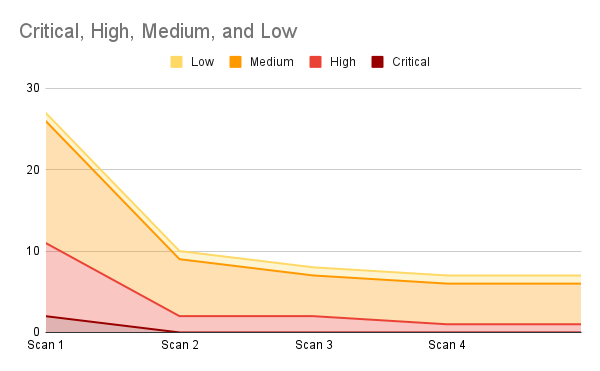 Critical, High, Medium, and Low
Low Medium High Critical
30
20
10
0
Scan 1 Scan 2 Scan 3 Scan 4